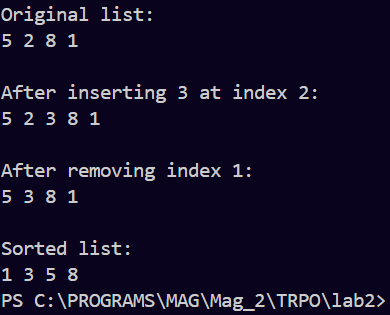 Original list:
5 2 8 1
After inserting 3 at index 2:
5 2 3 8 1
After removing index 1:
5 3 8 1
Sorted list:
1 3 5 8
PS C:\PROGRAMS\MAG\Mag_2\TRPO\lab2>